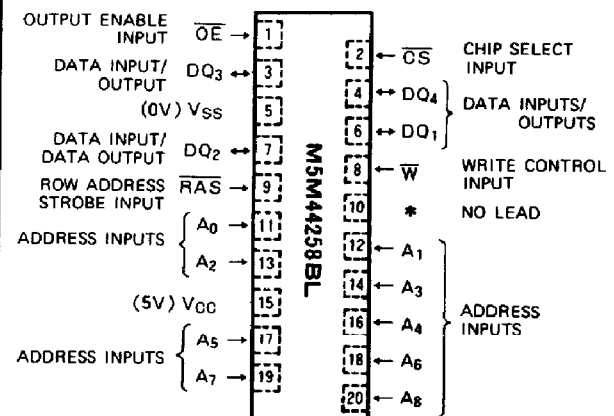 OUTPUT ENABLE
INPUT
OE
1
2
CS
CHIP SELECT
INPUT
DATA INPUT/
OUTPUT
DQ3
3
4
DQ4
6
DQ1
DATA INPUTS/
OUTPUTS
(0V) VSS
5
DATA INPUT/
DATA OUTPUT
DQ2
7
8
W
WRITE CONTROL
INPUT
ROW ADDRESS
STROBE INPUT
RAS
9
10
*
NO LEAD
M5M44258BL
ADDRESS INPUTS
A0
11
A2
13
12
A1
14
A3
16
A4
18
A6
20
A8
ADDRESS
INPUTS
(5V) VCC
15
ADDRESS INPUTS
A5
17
A7
19